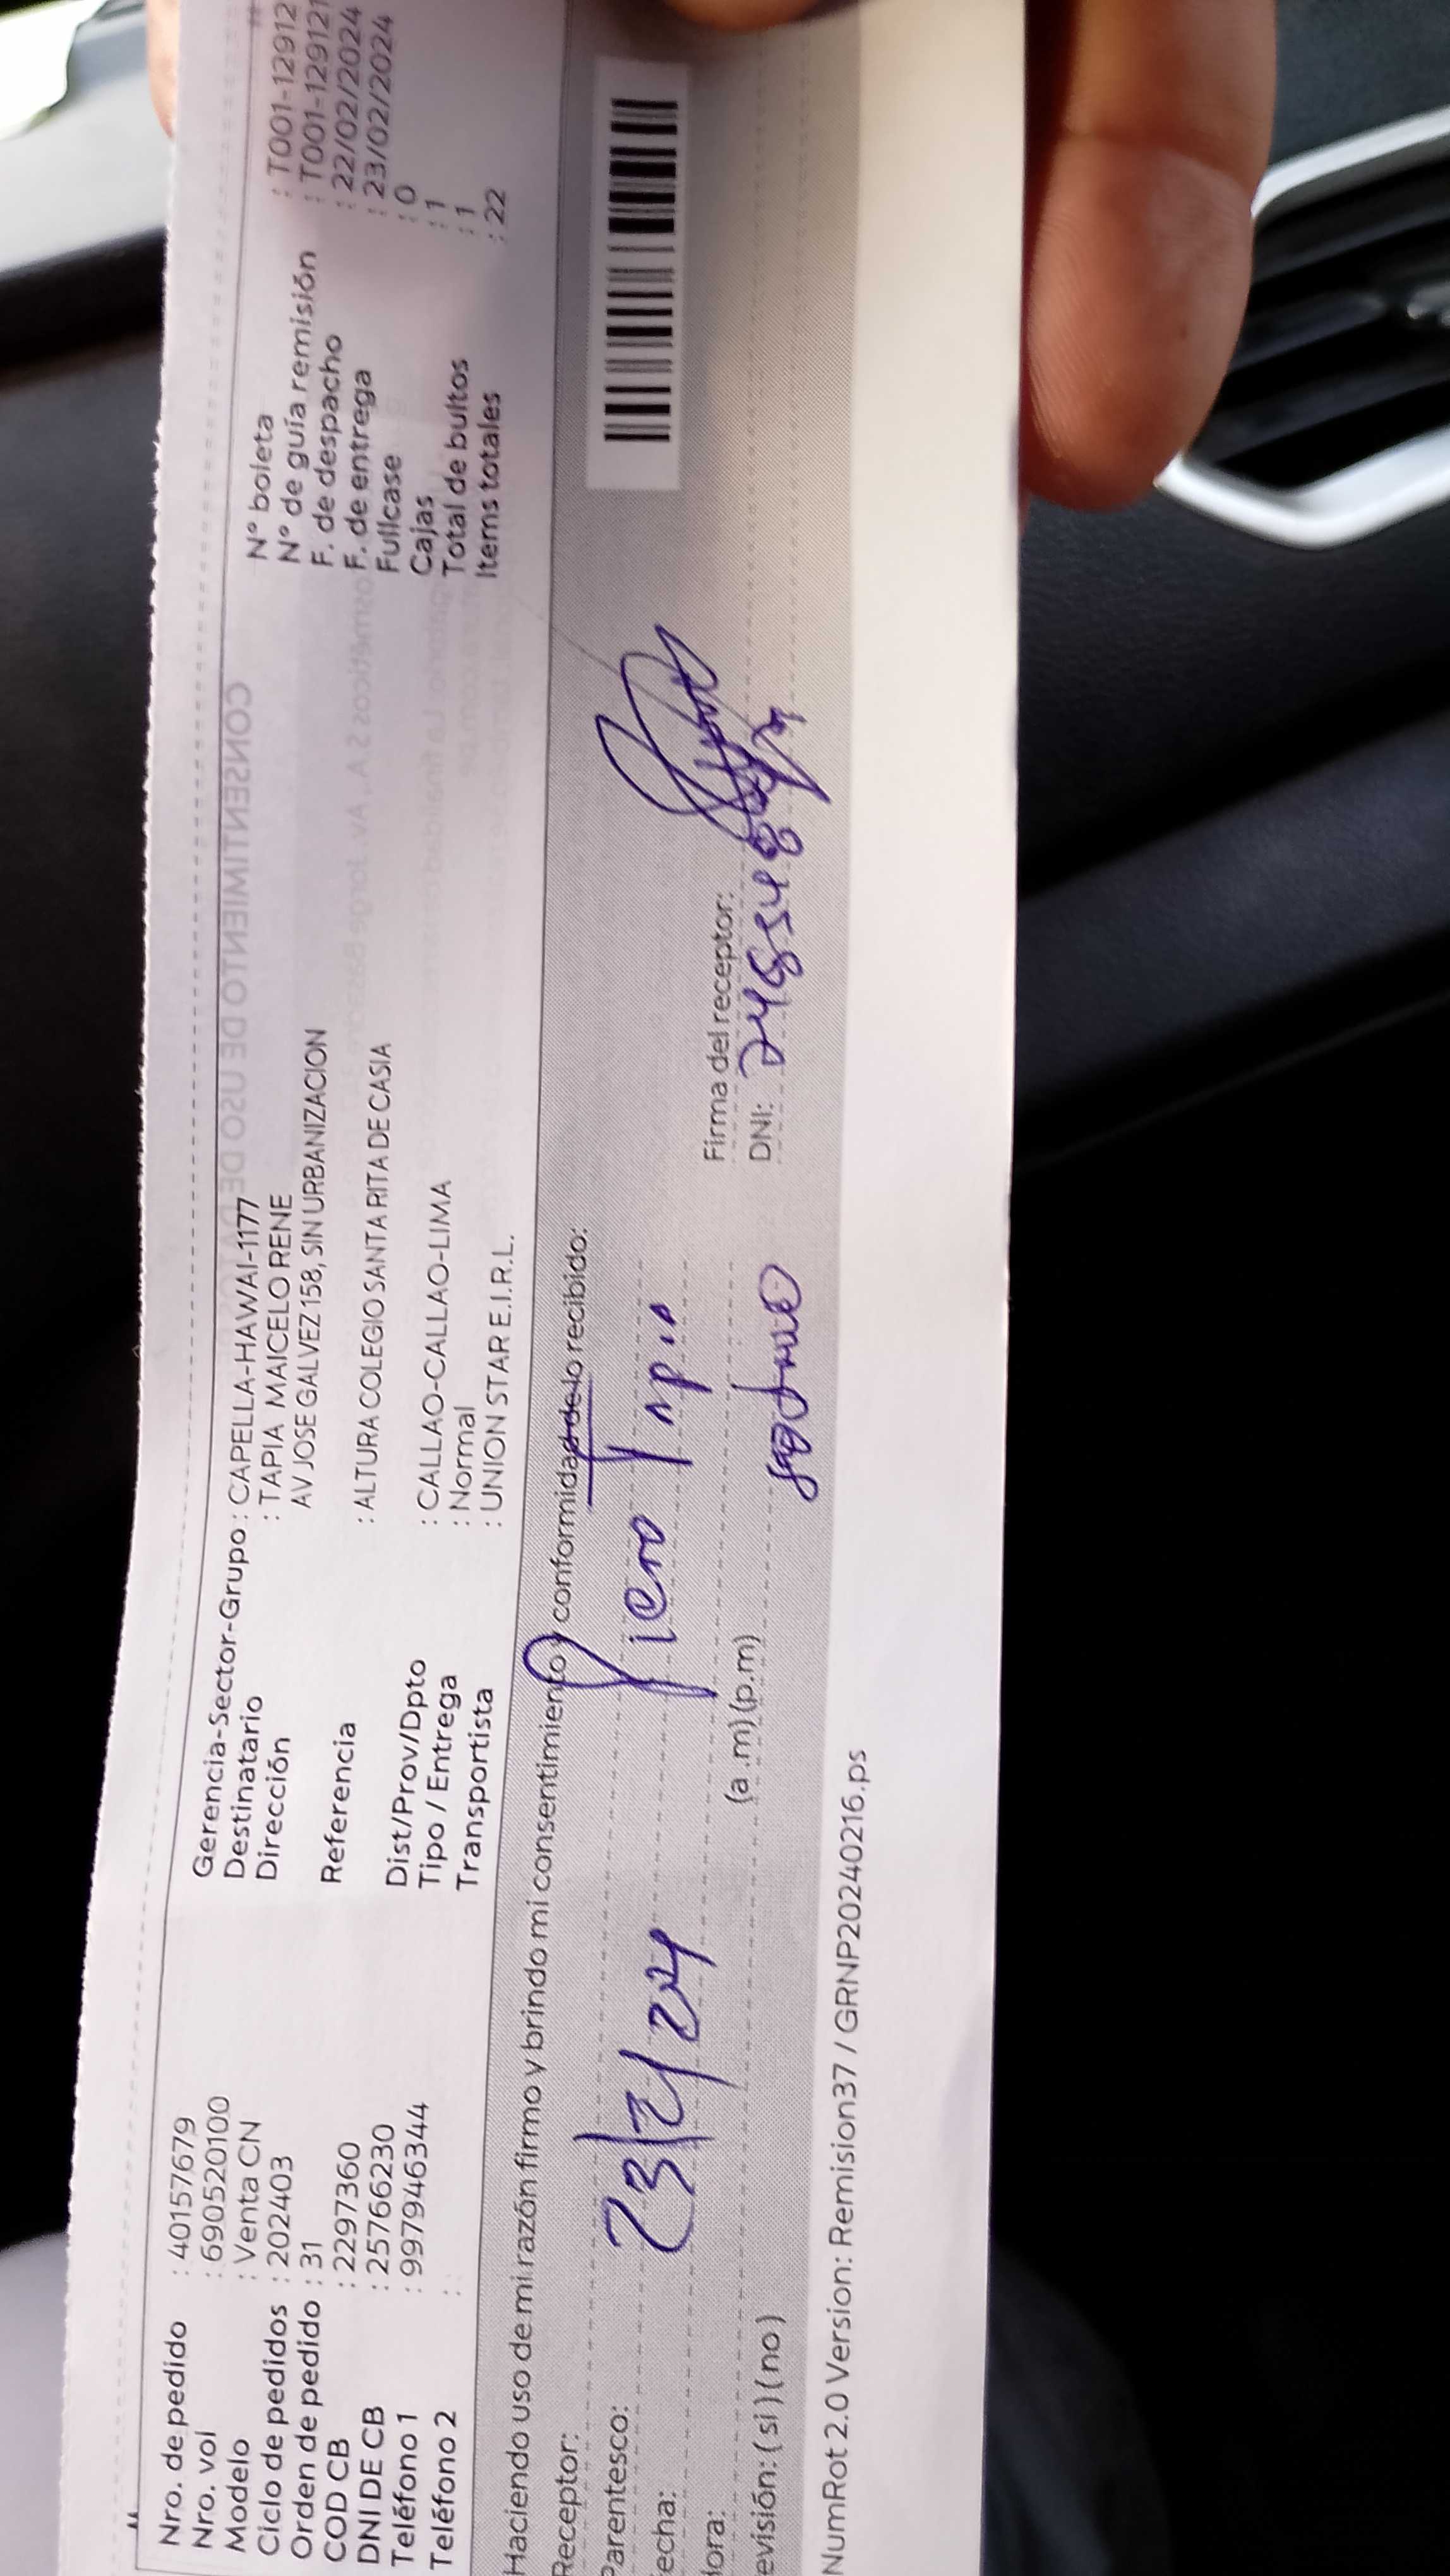 Nro. de pedido : 40157679
Nro. vol : 690520100
Modelo : Venta CN
Ciclo de pedidos : 202403
Orden de pedido : 31
COD CB : 2297360
DNI DE CB : 25766230
Teléfono 1 : 997946344
Teléfono 2 :
Gerencia-Sector-Grupo : CAPELLA-HAWAI-1177
Destinatario : TAPIA MAICELO RENE
Dirección AV JOSE GALVEZ 158, SIN URBANIZACION
Referencia : ALTURA COLEGIO SANTA RITA DE CASIA
Dist/Prov/Dpto : CALLAO-CALLAO-LIMA
Tipo / Entrega : Normal
Transportista : UNION STAR E.I.R.L.
N° boleta : T001-12912
N° de guía remisión : T001-129121
F. de despacho : 22/02/2024
F. de entrega : 23/02/2024
Fullcase : 0
Cajas : 1
Total de bultos : 1
Items totales : 22
CONSENTIMIENTO DE USO DE
Haciendo uso de mi razón firmo y brindo mi consentimiento y conformidad de lo recibido:
Receptor: Piero
Parentesco:
echa: 23/2/24
lora: (a .m) (p.m)
evisión: ( si ) ( no )
Firma del receptor:
DNI:
NumRot 2.0 Version: Remision37 / GRNP20240216.ps